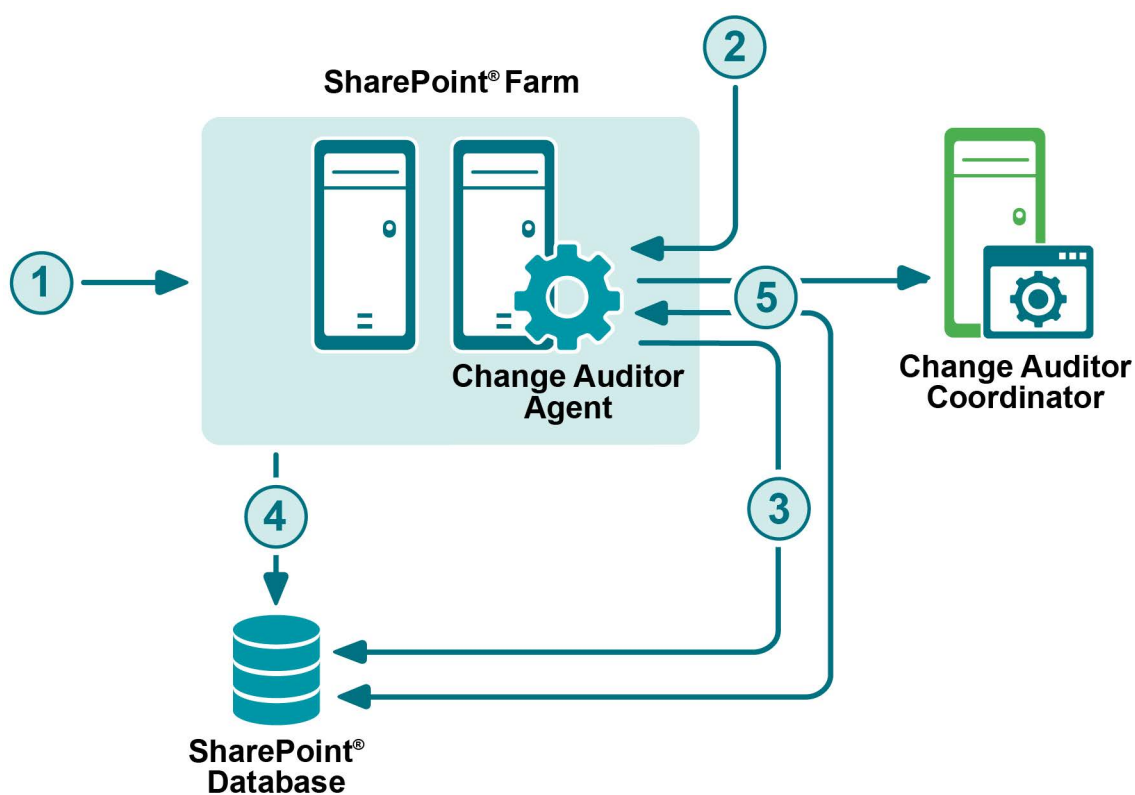 2
SharePoint® Farm
1
5
Change Auditor
Agent
Change Auditor
Coordinator
3
4
SharePoint®
Database